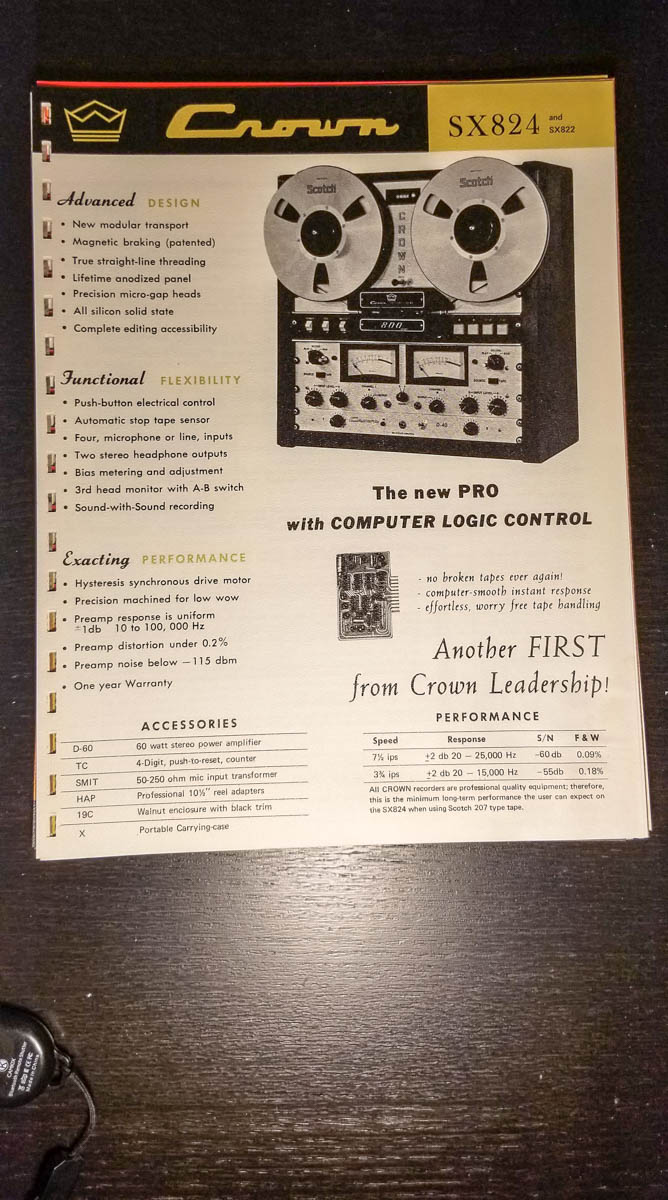 Crown
SX824 and SX822
Advanced DESIGN
• New modular transport
• Magnetic braking (patented)
• True straight-line threading
• Lifetime anodized panel
• Precision micro-gap heads
• All silicon solid state
• Complete editing accessibility
Scotch
Scotch
CROWN
Crown
800
Functional FLEXIBILITY
• Push-button electrical control
• Automatic stop tape sensor
• Four, microphone or line, inputs
• Two stereo headphone outputs
• Bias metering and adjustment
• 3rd head monitor with A-B switch
• Sound-with-Sound recording
The new PRO
with COMPUTER LOGIC CONTROL
Exacting PERFORMANCE
• Hysteresis synchronous drive motor
• Precision machined for low wow
• Preamp response is uniform
±1db 10 to 100, 000 Hz
• Preamp distortion under 0.2%
• Preamp noise below —115 dbm
• One year Warranty
- no broken tapes ever again!
- computer-smooth instant response
- effortless, worry free tape handling
Another FIRST
from Crown Leadership!
ACCESSORIES
D-60 60 watt stereo power amplifier
TC 4-Digit, push-to-reset, counter
SMIT 50-250 ohm mic input transformer
HAP Professional 10½" reel adapters
19C Walnut enclosure with black trim
X Portable Carrying-case
PERFORMANCE
Speed Response S/N F & W
7½ ips ±2 db 20 — 25,000 Hz —60db 0.09%
3¾ ips ±2 db 20 — 15,000 Hz —55db 0.18%
All CROWN recorders are professional quality equipment; therefore,
this is the minimum long-term performance the user can expect on
the SX824 when using Scotch 207 type tape.
Bluetooth Remote Shutter
Made in China